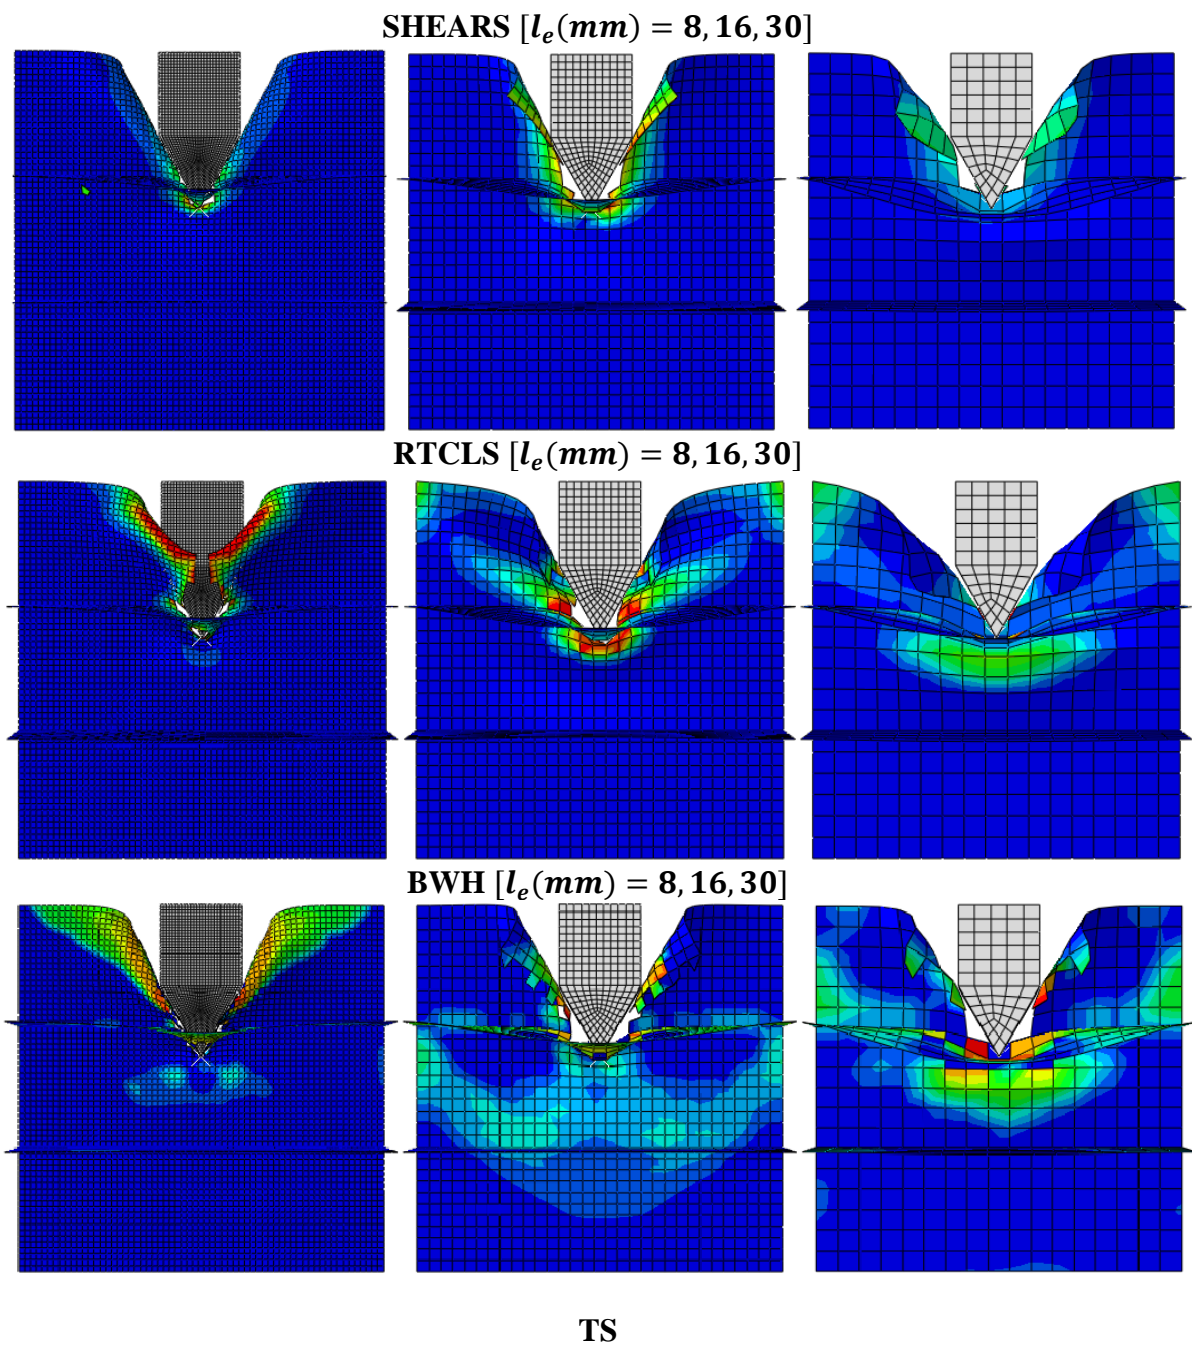 SHEARS [l_e(mm) = 8, 16, 30]
RTCLS [l_e(mm) = 8, 16, 30]
BWH [l_e(mm) = 8, 16, 30]
TS